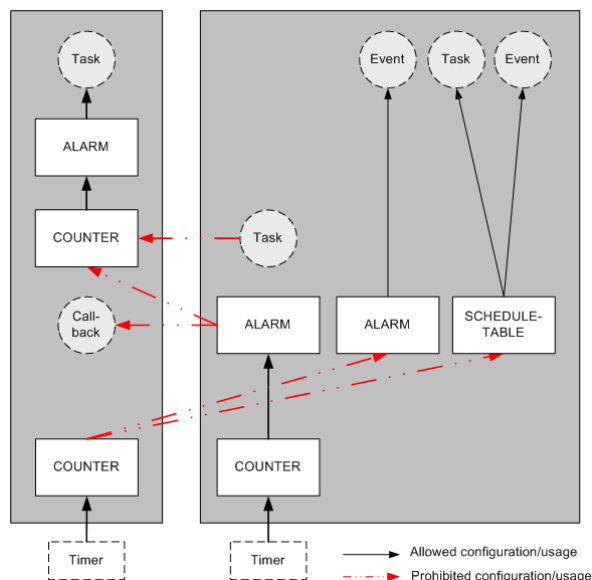 Task
Event
Task
Event
ALARM
COUNTER
Task
Call-
back
ALARM
ALARM
SCHEDULE-
TABLE
COUNTER
COUNTER
Timer
Timer
Allowed configuration/usage
Prohibited configuration/usage